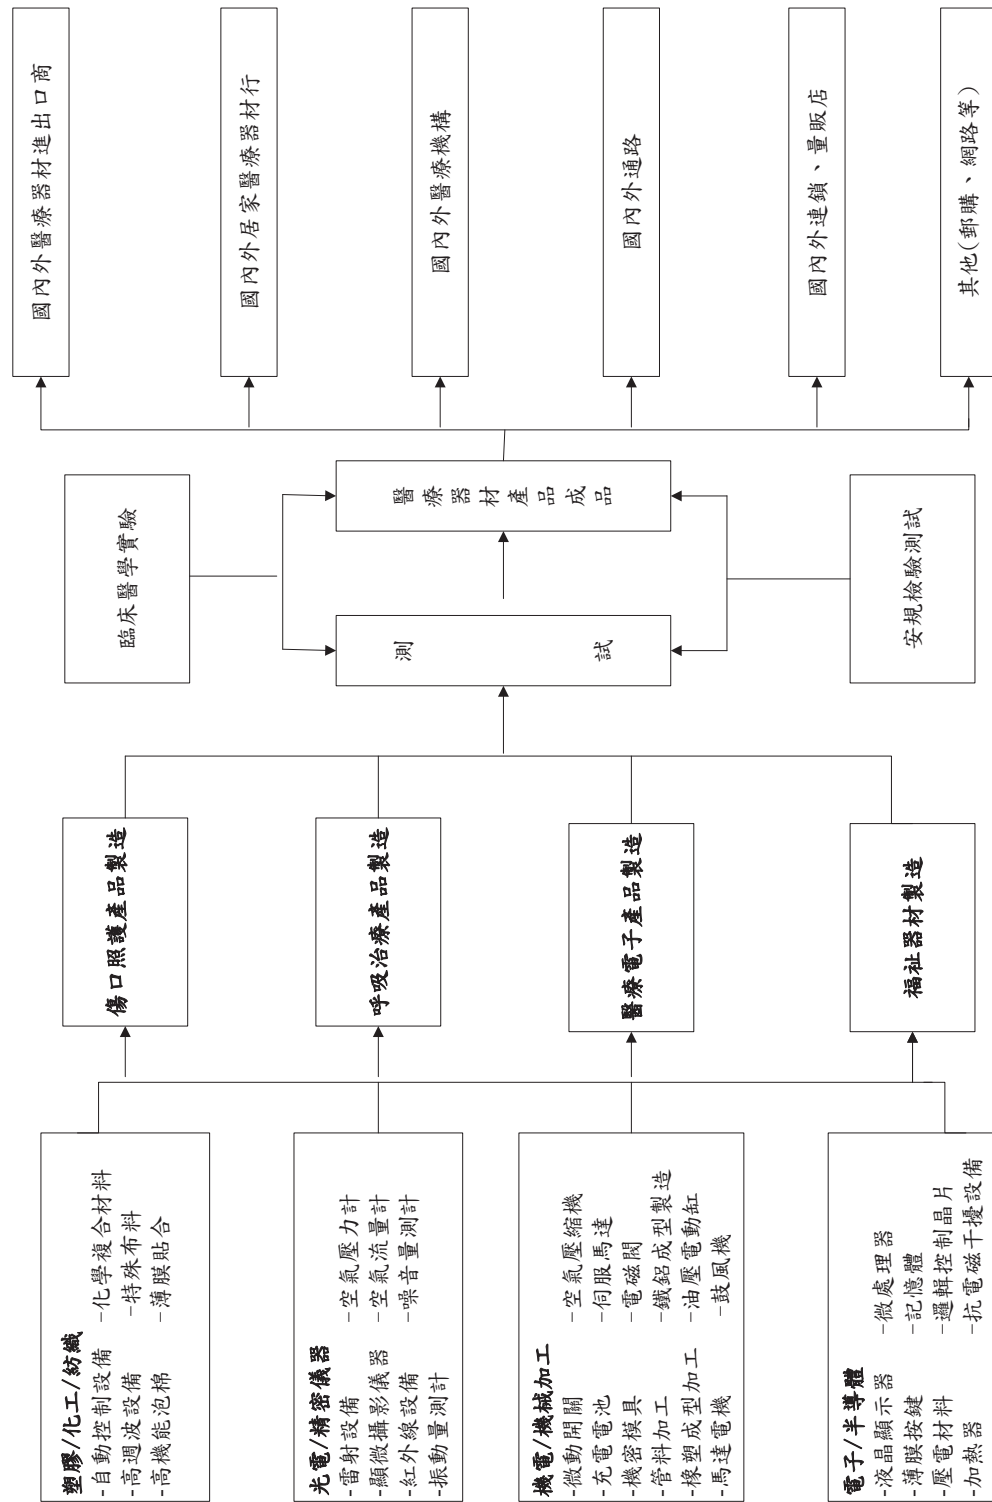 塑膠/化工/紡織
-自動控制設備 -化學複合材料
-高週波設備 -特殊布料
-高機能泡棉 -薄膜貼合
光電/精密儀器
-雷射設備 -空氣壓力計
-顯微攝影儀器 -空氣流量計
-紅外線設備 -噪音量測計
-振動量測計
機電/機械加工
-微動開關 -空氣壓縮機
-充電電池 -伺服馬達
-機密模具 -電磁閥
-管料加工 -鐵鋁成型製造
-橡塑成型加工 -油壓電動缸
-馬達電機 -鼓風機
電子/半導體
-液晶顯示器 -微處理器
-薄膜按鍵 -記憶體
-壓電材料 -邏輯控制晶片
-加熱器 -抗電磁干擾設備
傷口照護產品製造
呼吸治療產品製造
醫療電子產品製造
福祉器材製造
臨床醫學實驗
測 試
醫療器材產品成品
安規檢驗測試
國內外醫療器材進出口商
國內外居家醫療器材行
國內外醫療機構
國內外通路
國內外連鎖、量販店
其他(郵購、網路等)